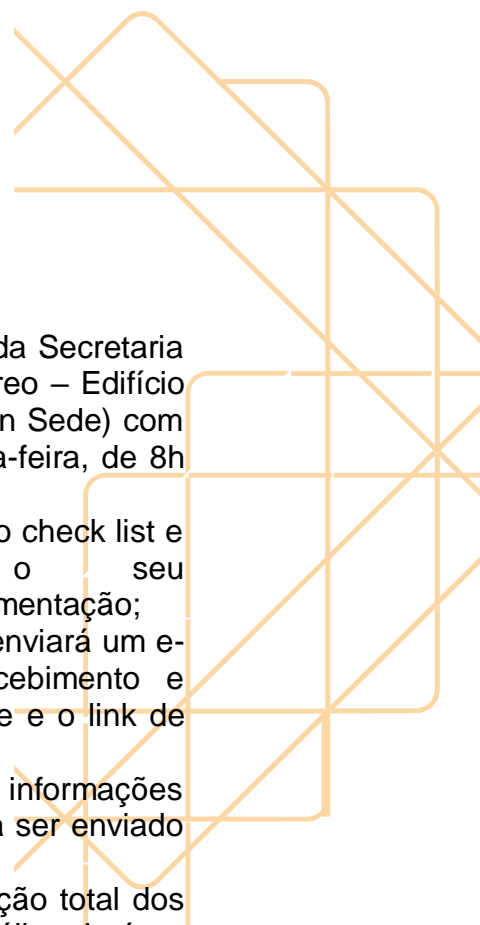 da Secretaria
reo – Edifício
n Sede) com
a-feira, de 8h
o check list e
o seu
mentação;
enviará um e-
cebimento e
e e o link de
informações
a ser enviado
ção total dos